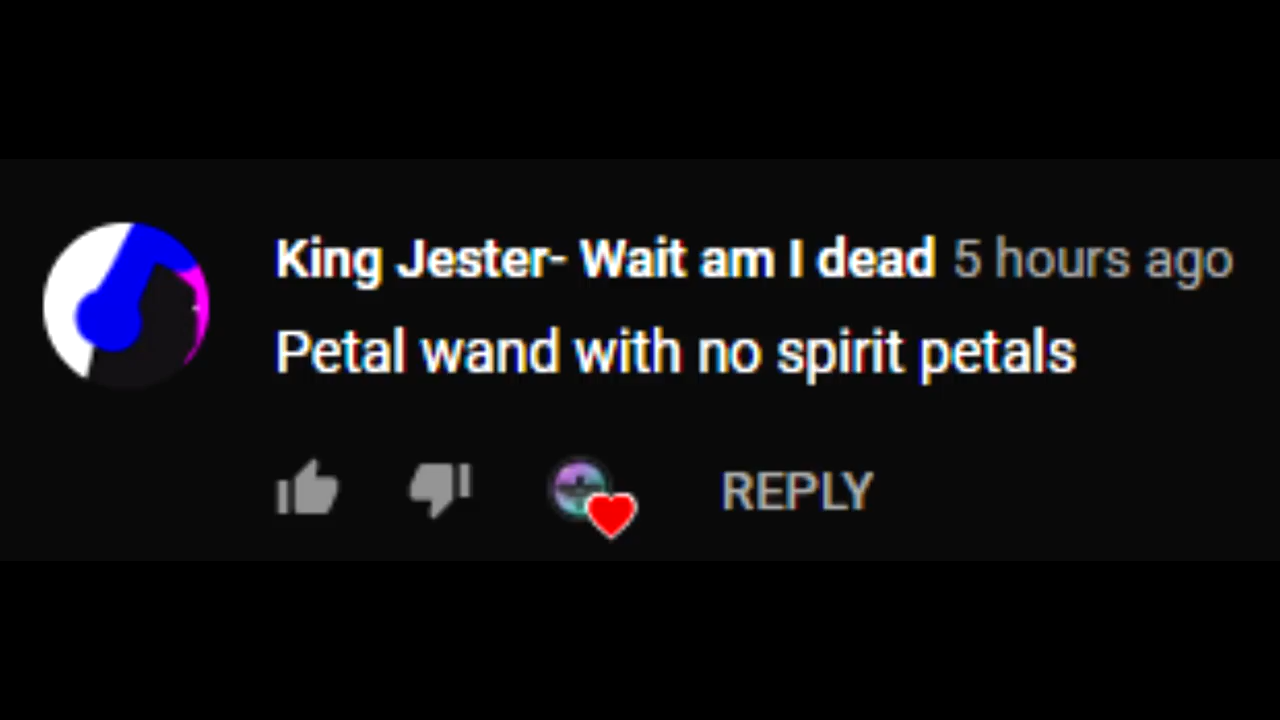 King Jester- Wait am I dead 5 hours ago
Petal wand with no spirit petals
REPLY